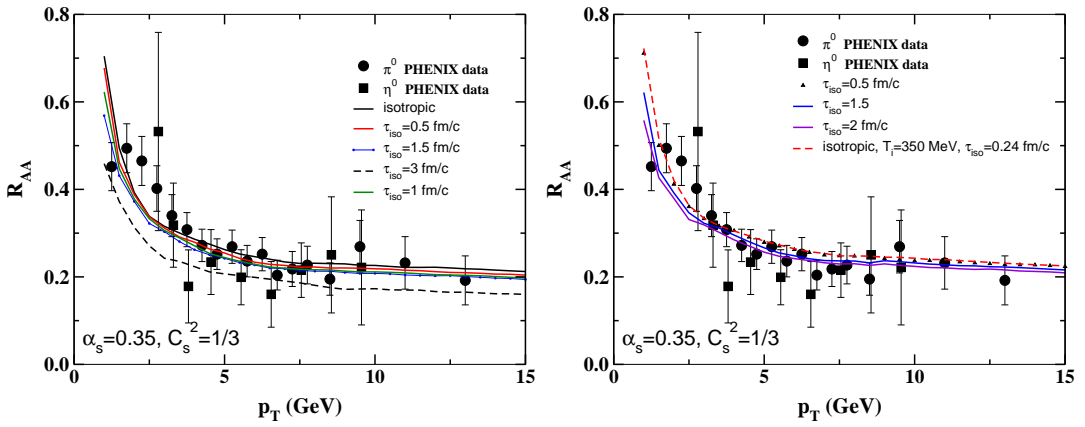 0.8
0.6
0.4
0.2
0.0
R_AA
0
5
10
15
p_T (GeV)
π⁰ PHENIX data
η⁰ PHENIX data
isotropic
τ_iso=0.5 fm/c
τ_iso=1.5 fm/c
τ_iso=3 fm/c
τ_iso=1 fm/c
α_s=0.35, C_s²=1/3
0.8
0.6
0.4
0.2
0.0
R_AA
0
5
10
15
p_T (GeV)
π⁰ PHENIX data
η⁰ PHENIX data
τ_iso=0.5 fm/c
τ_iso=1.5
τ_iso=2 fm/c
isotropic, T_i=350 MeV, τ_iso=0.24 fm/c
α_s=0.35, C_s²=1/3